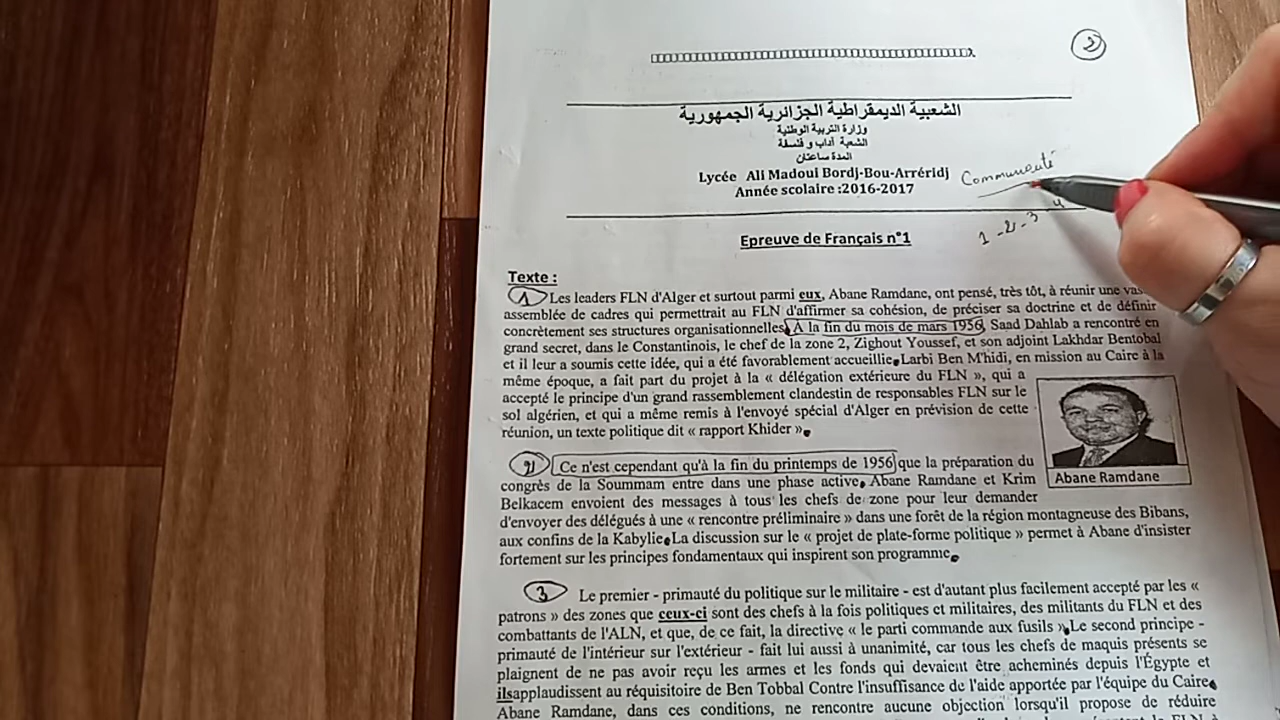 2
الشعبية الديمقراطية الجزائرية الجمهورية
وزارة التربية الوطنية
الشعبة آداب و فلسفة
المدة ساعتان
Lycée Ali Madoui Bordj-Bou-Arréridj
Communauté
Année scolaire :2016-2017
1 - 2 - 3 - 4
Epreuve de Français n°1
Texte :
1 Les leaders FLN d'Alger et surtout parmi eux, Abane Ramdane, ont pensé, très tôt, à réunir une
assemblée de cadres qui permettrait au FLN d'affirmer sa cohésion, de préciser sa doctrine et de définir
concrètement ses structures organisationnelles. A la fin du mois de mars 1956, Saad Dahlab a rencontré en
grand secret, dans le Constantinois, le chef de la zone 2, Zighout Youssef, et son adjoint Lakhdar Bentobal
et il leur a soumis cette idée, qui a été favorablement accueillie. Larbi Ben M'hidi, en mission au Caire à la
même époque, a fait part du projet à la « délégation extérieure du FLN », qui a
accepté le principe d'un grand rassemblement clandestin de responsables FLN sur le
sol algérien, et qui a même remis à l'envoyé spécial d'Alger en prévision de cette
réunion, un texte politique dit « rapport Khider ».
Abane Ramdane
2 Ce n'est cependant qu'à la fin du printemps de 1956 que la préparation du
congrès de la Soummam entre dans une phase active. Abane Ramdane et Krim
Belkacem envoient des messages à tous les chefs de zone pour leur demander
d'envoyer des délégués à une « rencontre préliminaire » dans une forêt de la région montagneuse des Bibans,
aux confins de la Kabylie. La discussion sur le « projet de plate-forme politique » permet à Abane d'insister
fortement sur les principes fondamentaux qui inspirent son programme.
3 Le premier - primauté du politique sur le militaire - est d'autant plus facilement accepté par les «
patrons » des zones que ceux-ci sont des chefs à la fois politiques et militaires, des militants du FLN et des
combattants de l'ALN, et que, de ce fait, la directive « le parti commande aux fusils ». Le second principe -
primauté de l'intérieur sur l'extérieur - fait lui aussi à unanimité, car tous les chefs de maquis présents se
plaignent de ne pas avoir reçu les armes et les fonds qui devaient être acheminés depuis l'Égypte et
ilsapplaudissent au réquisitoire de Ben Tobbal Contre l'insuffisance de l'aide apportée par l'équipe du Caire.
Abane Ramdane, dans ces conditions, ne rencontre aucune objection lorsqu'il propose de réduire